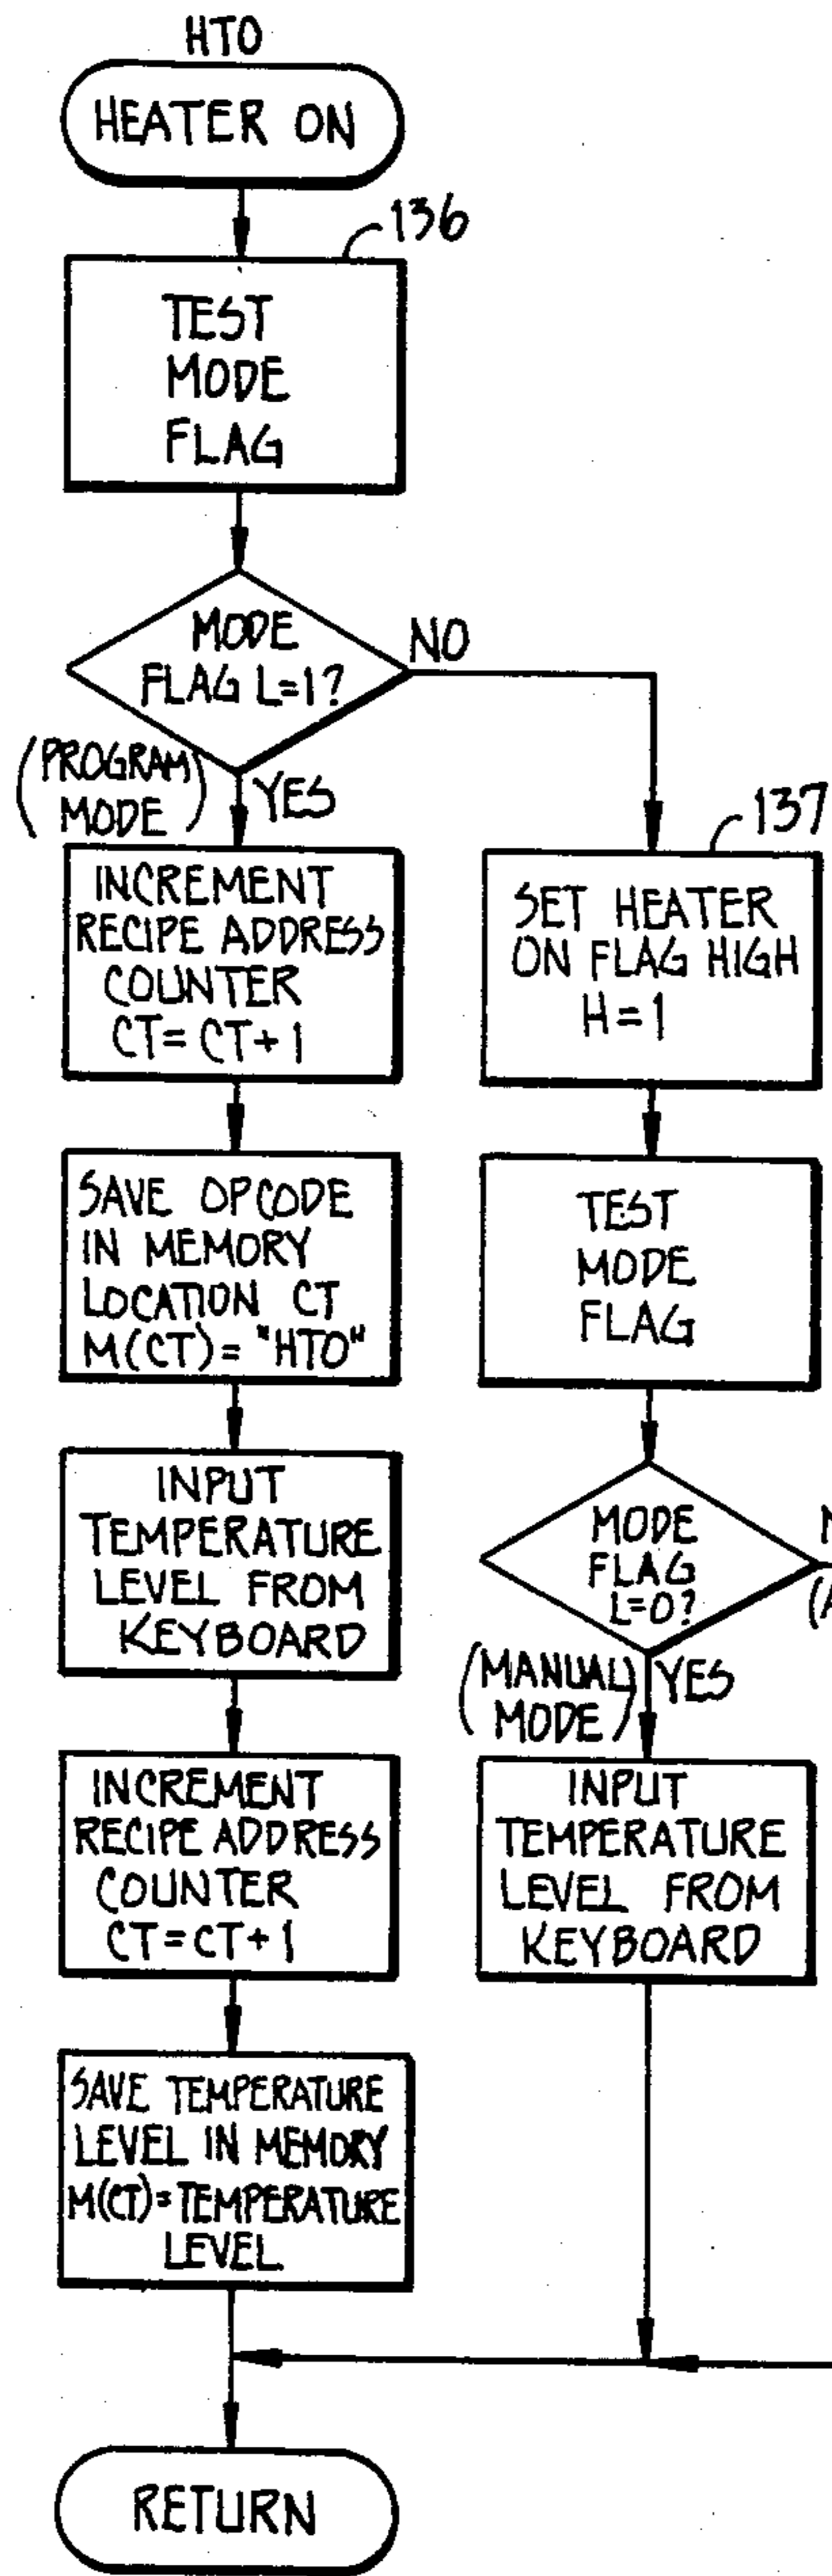 HTO
HEATER ON
136
TEST
MODE
FLAG
MODE
FLAG L=1?
NO
(PROGRAM
MODE)
YES
INCREMENT
RECIPE ADDRESS
COUNTER
CT=CT+1
SAVE OPCODE
IN MEMORY
LOCATION CT
M(CT)="HTO"
INPUT
TEMPERATURE
LEVEL FROM
KEYBOARD
INCREMENT
RECIPE ADDRESS
COUNTER
CT=CT+1
SAVE TEMPERATURE
LEVEL IN MEMORY
M(CT)=TEMPERATURE
LEVEL
137
SET HEATER
ON FLAG HIGH
H=1
TEST
MODE
FLAG
MODE
FLAG
L=0?
(MANUAL
MODE)
YES
INPUT
TEMPERATURE
LEVEL FROM
KEYBOARD
RETURN